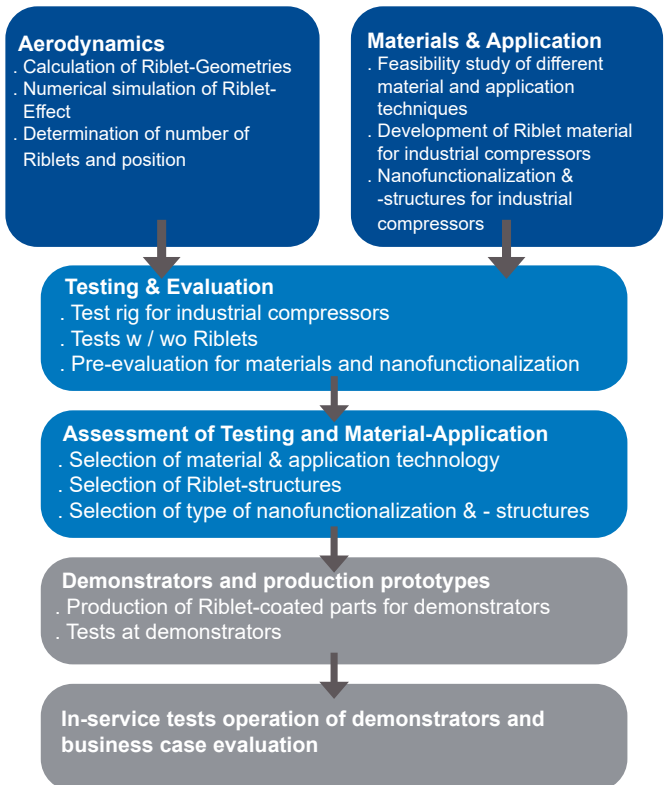 Aerodynamics
. Calculation of Riblet-Geometries
. Numerical simulation of Riblet-
Effect
. Determination of number of
Riblets and position
Materials & Application
. Feasibility study of different
material and application
techniques
. Development of Riblet material
for industrial compressors
. Nanofunctionalization &
-structures for industrial
compressors
Testing & Evaluation
. Test rig for industrial compressors
. Tests w / wo Riblets
. Pre-evaluation for materials and nanofunctionalization
Assessment of Testing and Material-Application
. Selection of material & application technology
. Selection of Riblet-structures
. Selection of type of nanofunctionalization & - structures
Demonstrators and production prototypes
. Production of Riblet-coated parts for demonstrators
. Tests at demonstrators
In-service tests operation of demonstrators and
business case evaluation